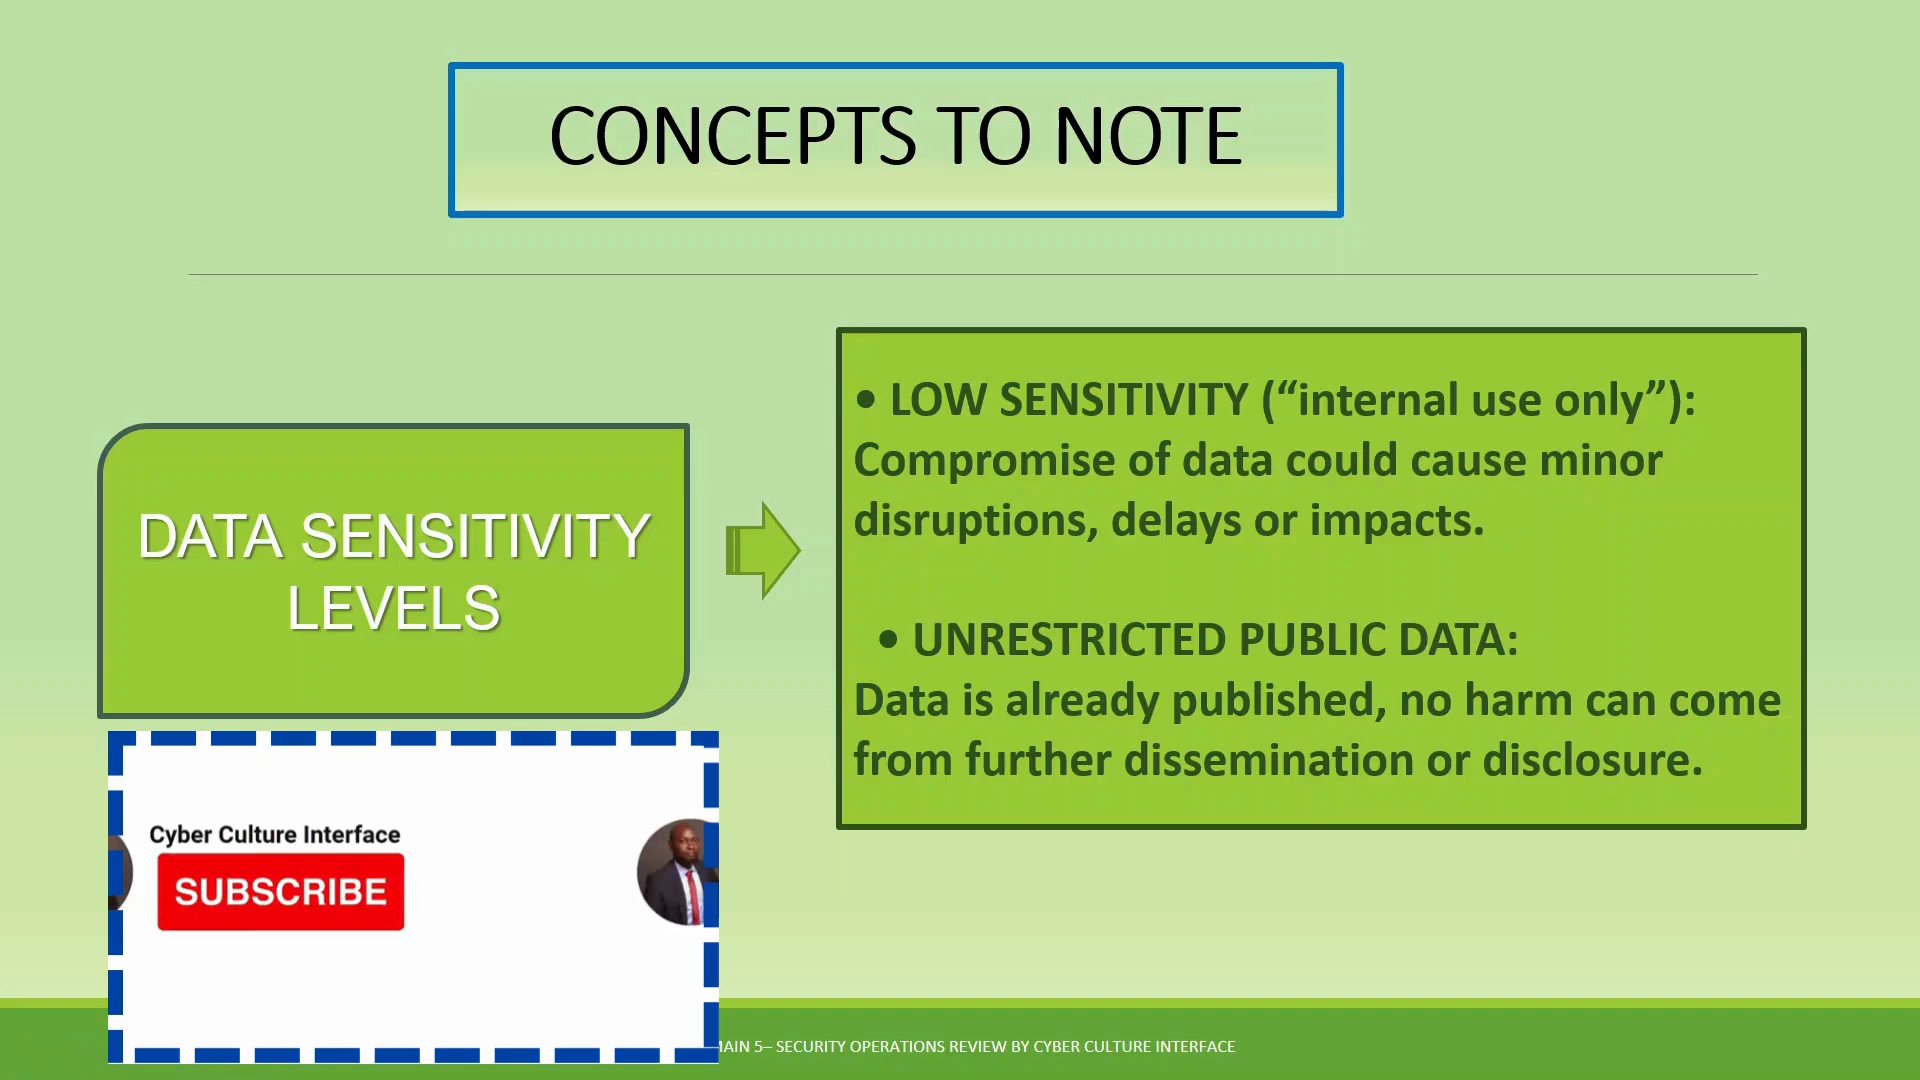 CONCEPTS TO NOTE
DATA SENSITIVITY
LEVELS
• LOW SENSITIVITY (“internal use only”):
Compromise of data could cause minor
disruptions, delays or impacts.
• UNRESTRICTED PUBLIC DATA:
Data is already published, no harm can come
from further dissemination or disclosure.
Cyber Culture Interface
SUBSCRIBE
5– SECURITY OPERATIONS REVIEW BY CYBER CULTURE INTERFACE